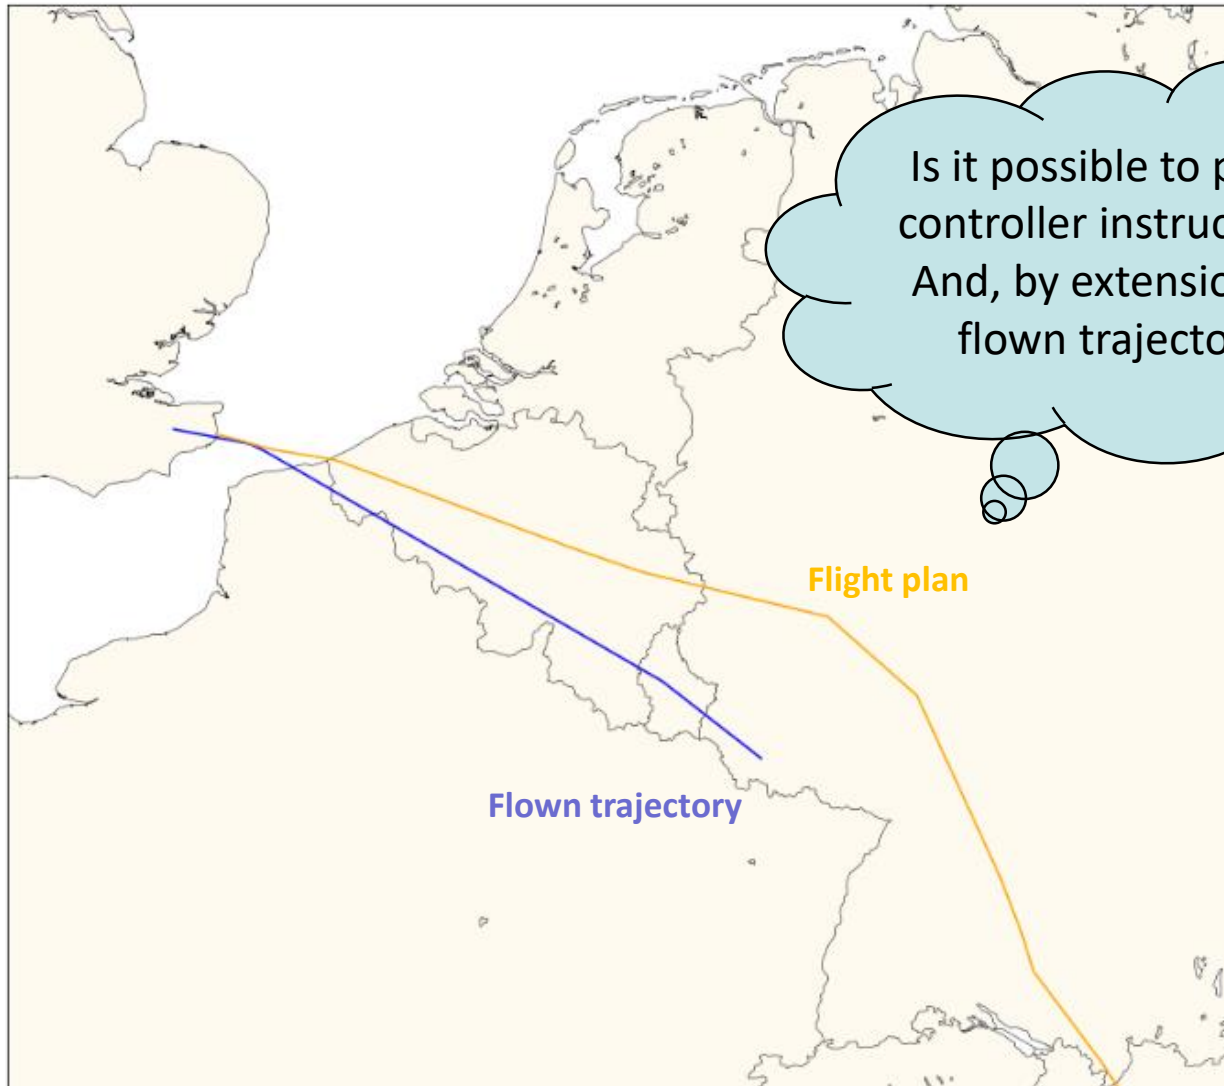 Is it possible to p
controller instruc
And, by extensio
flown trajecto
Flight plan
Flown trajectory